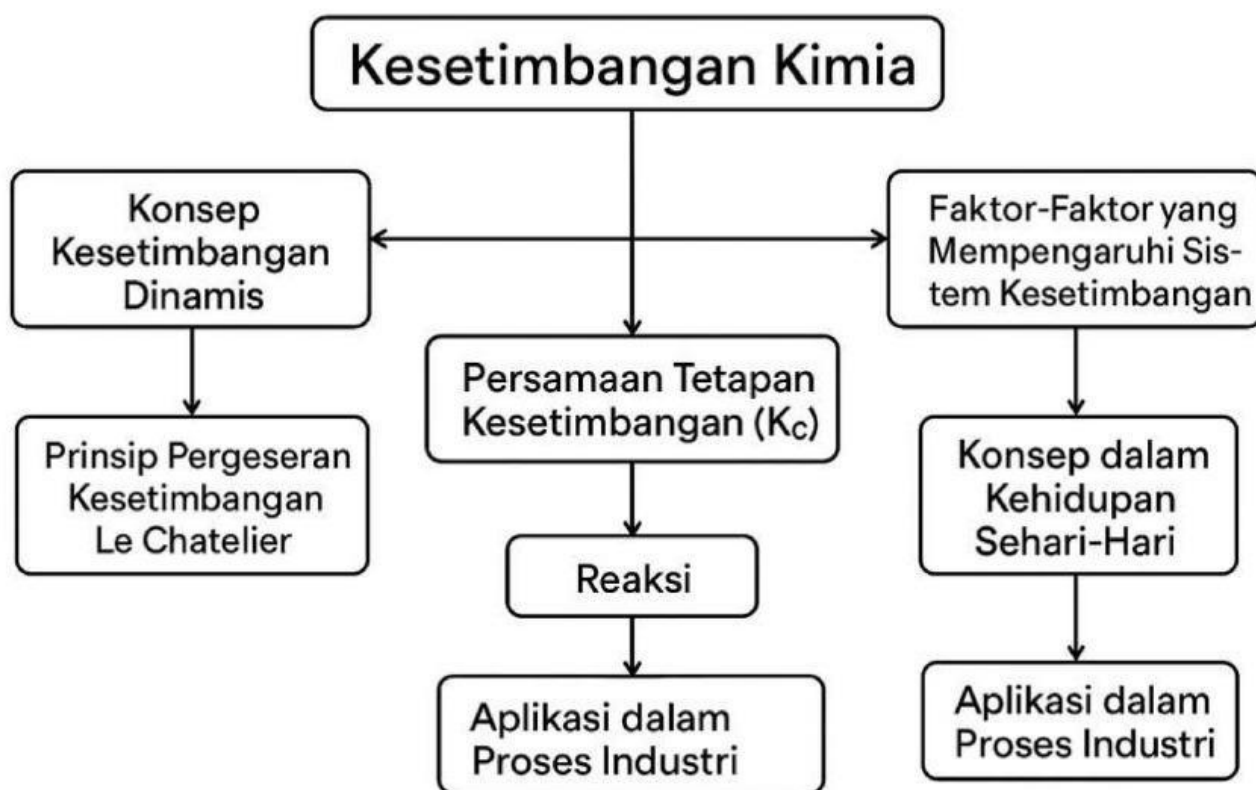 Kesetimbangan Kimia
Konsep
Kesetimbangan
Dinamis
Faktor-Faktor yang
Mempengaruhi Sis-
tem Kesetimbangan
Persamaan Tetapan
Kesetimbangan (Kc)
Prinsip Pergeseran
Kesetimbangan
Le Chatelier
Konsep dalam
Kehidupan
Sehari-Hari
Reaksi
Aplikasi dalam
Proses Industri
Aplikasi dalam
Proses Industri